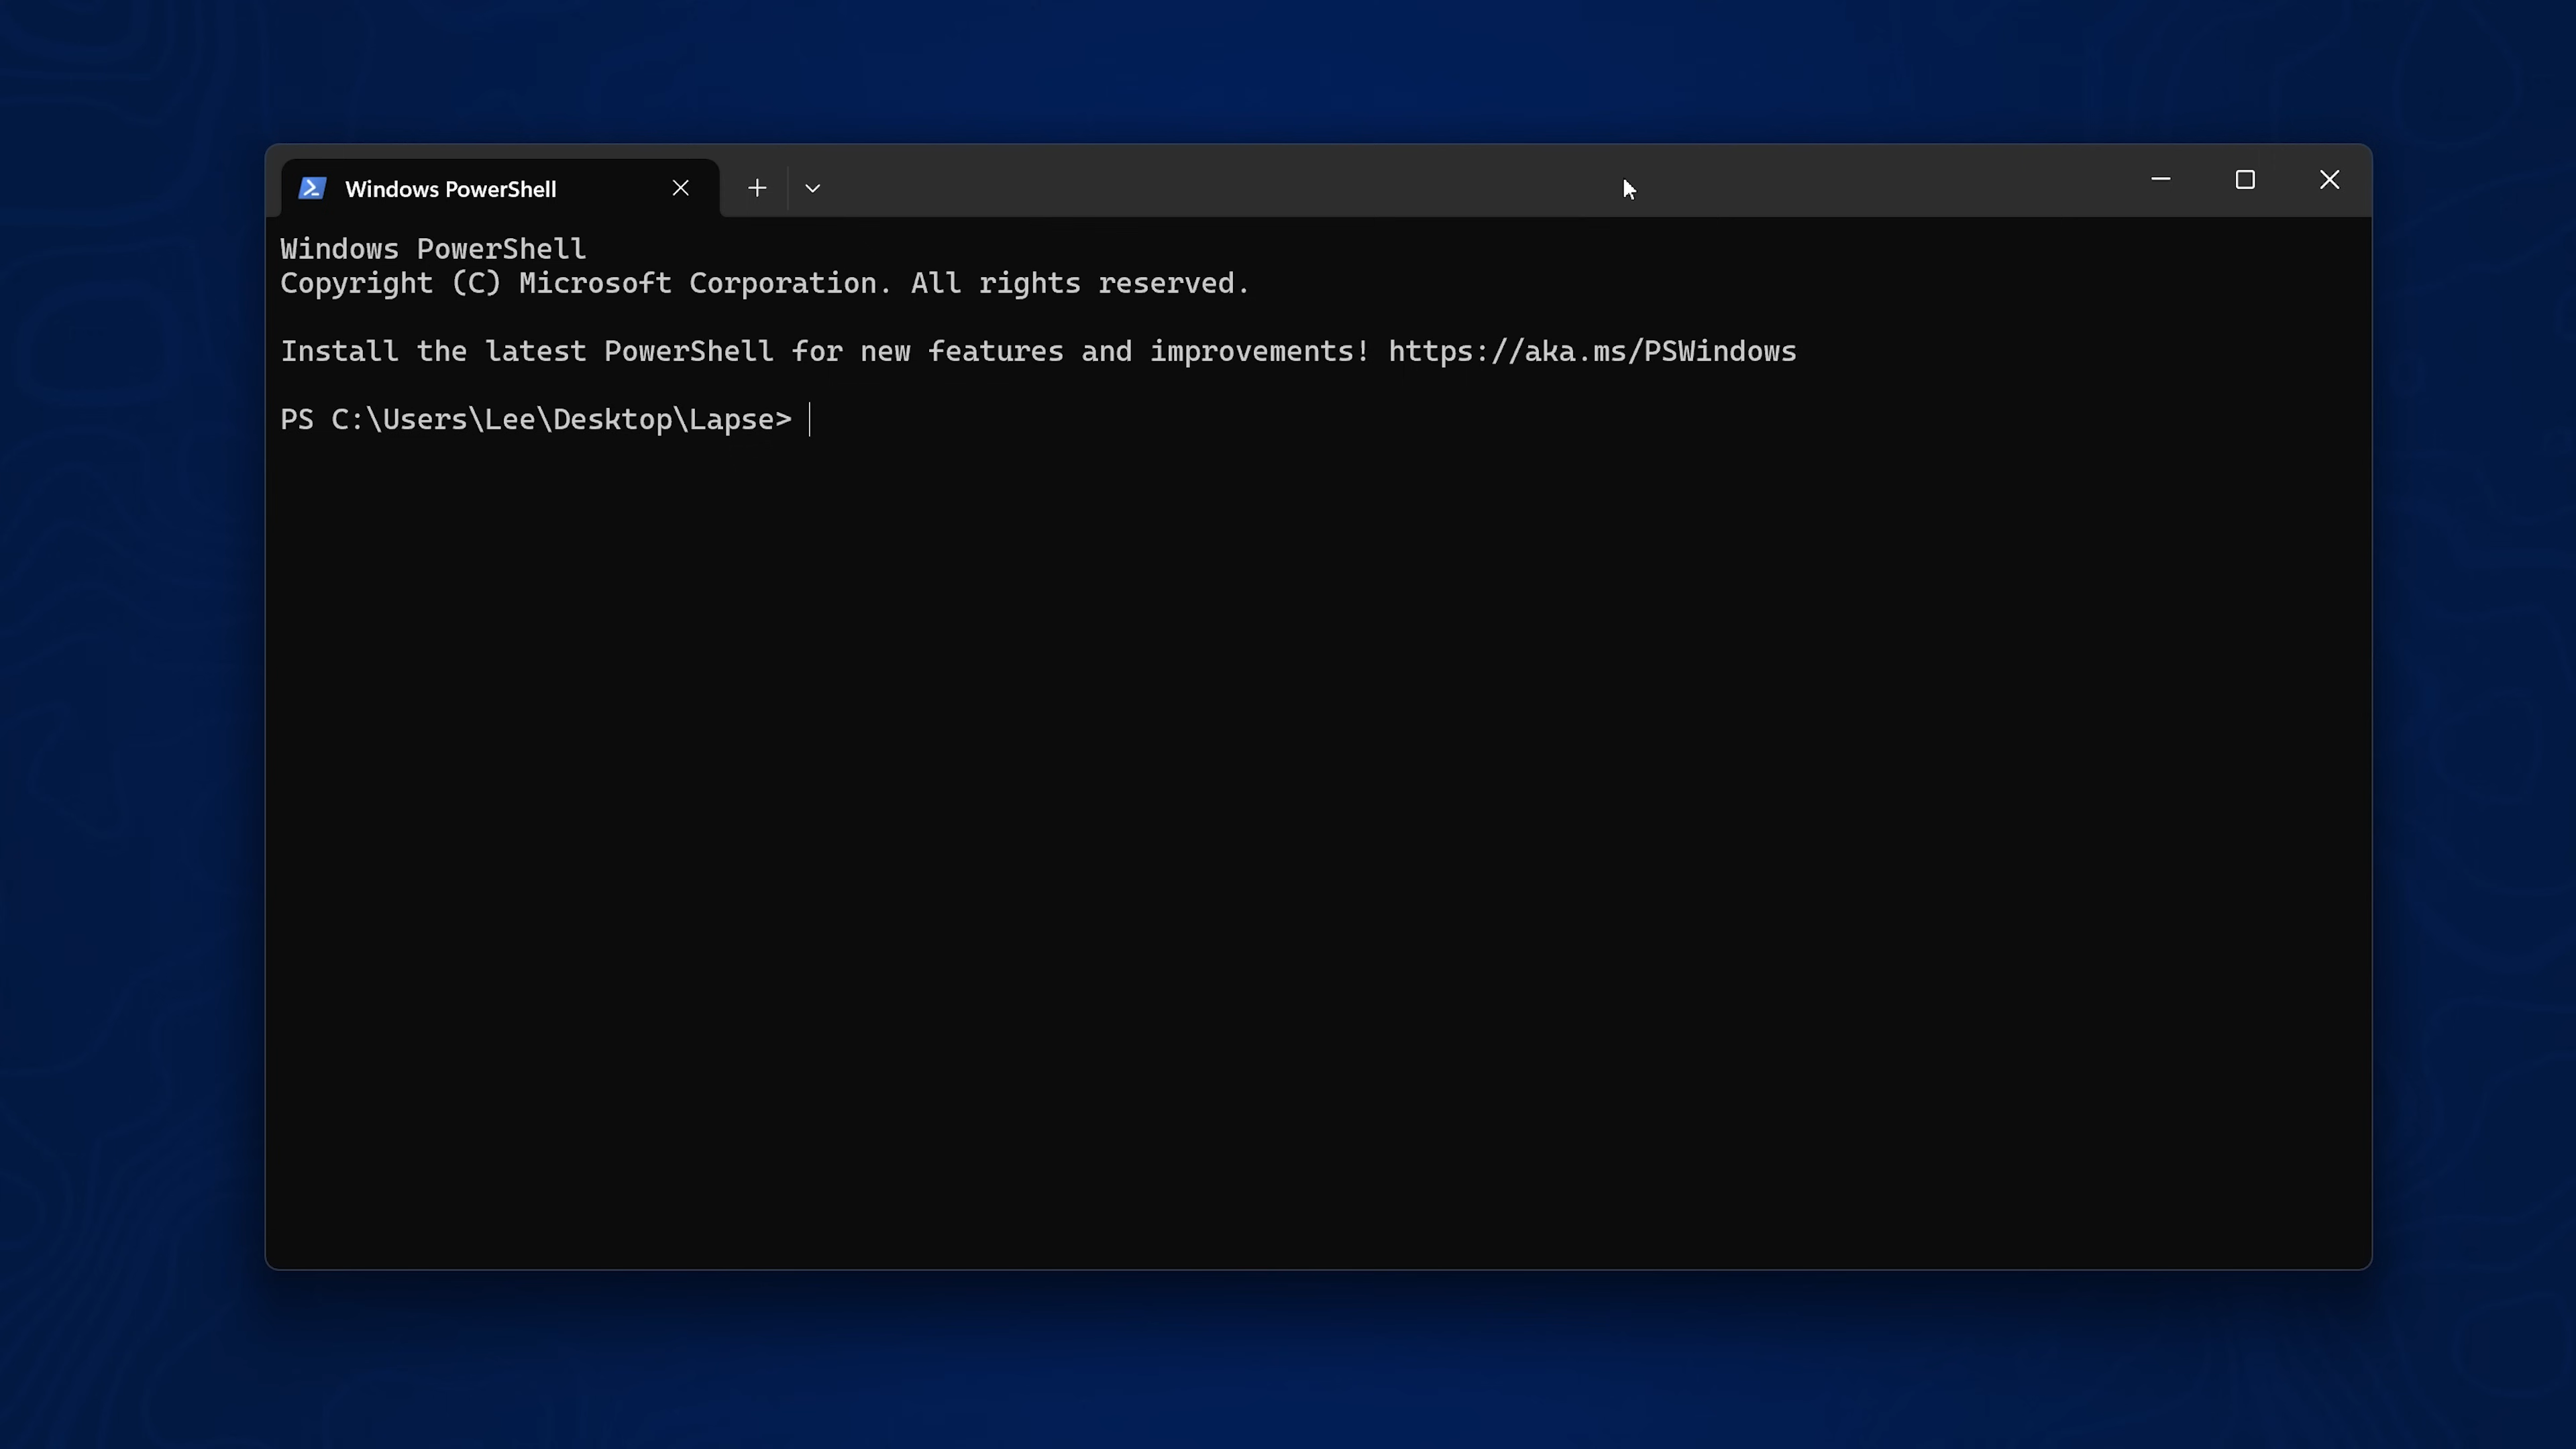 Windows PowerShell
Windows PowerShell
Copyright (C) Microsoft Corporation. All rights reserved.
Install the latest PowerShell for new features and improvements! https://aka.ms/PSWindows
PS C:\Users\Lee\Desktop\Lapse>